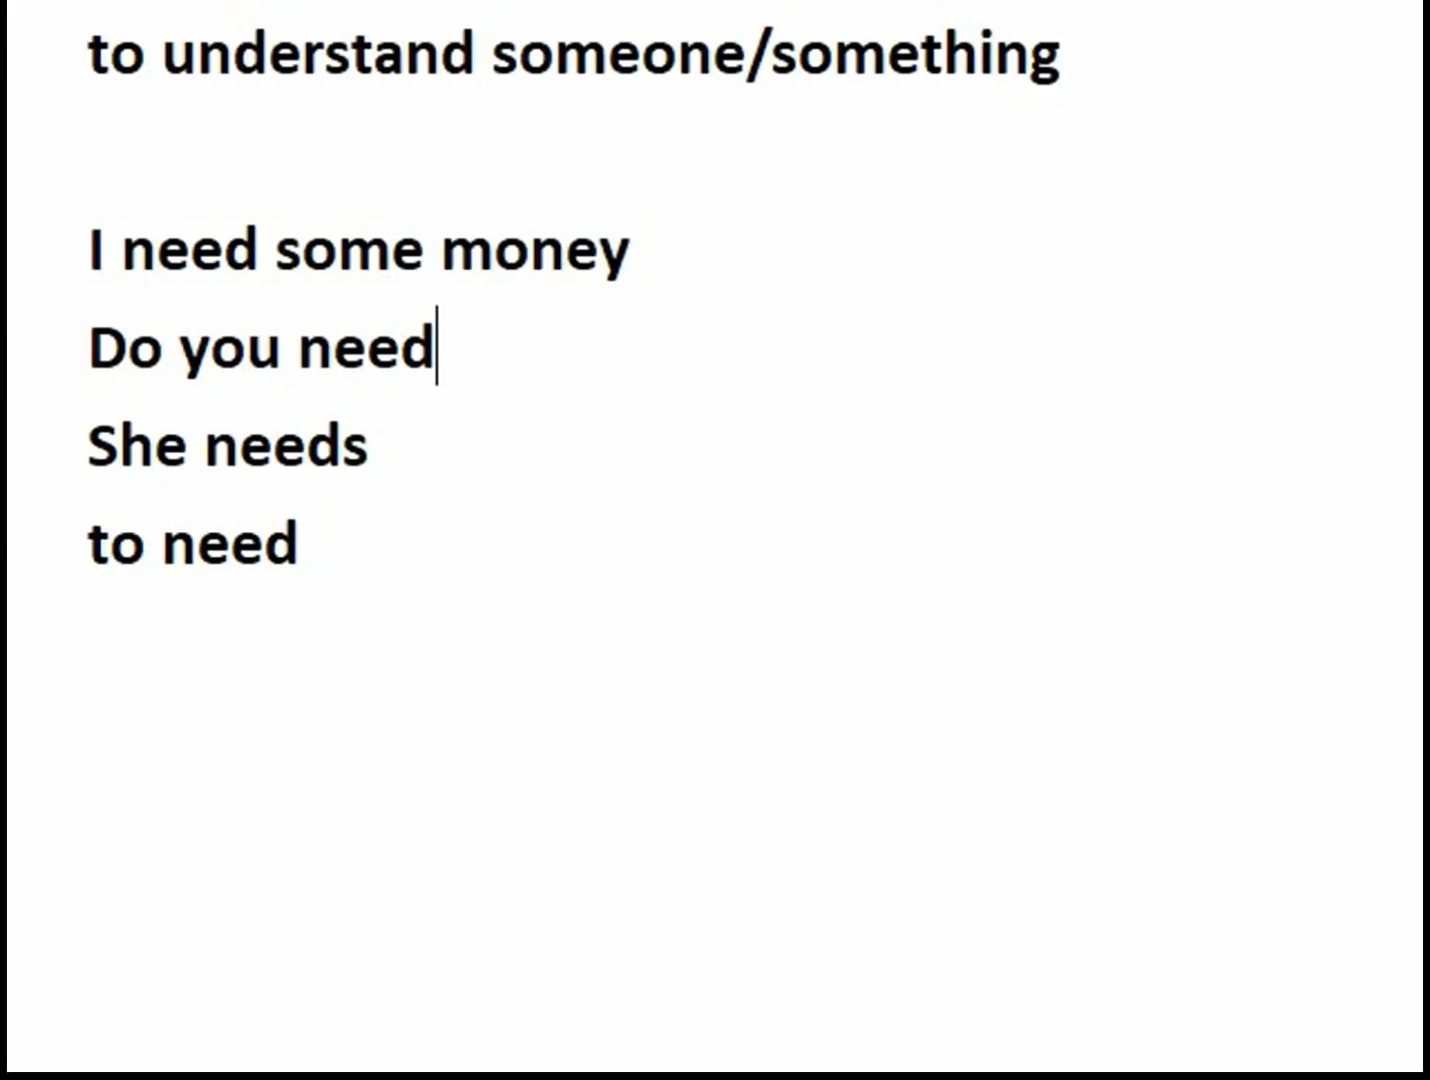 to understand someone/something
I need some money
Do you need
She needs
to need